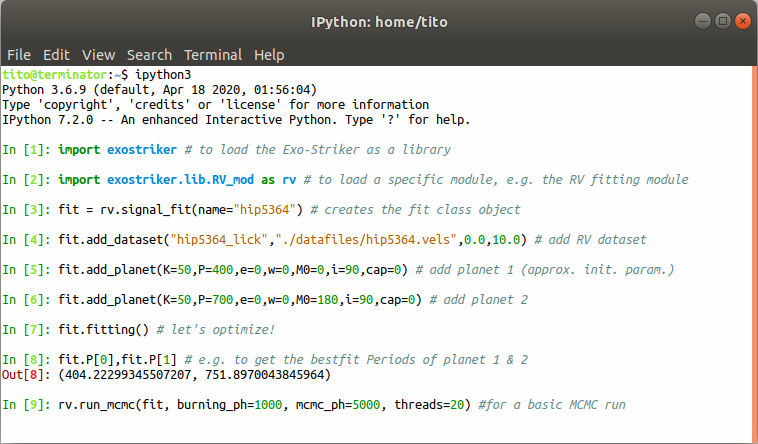 IPython: home/tito
File Edit View Search Terminal Help
tito@terminator:~$ ipython3
Python 3.6.9 (default, Apr 18 2020, 01:56:04)
Type 'copyright', 'credits' or 'license' for more information
IPython 7.2.0 -- An enhanced Interactive Python. Type '?' for help.
In [1]: import exostriker # to load the Exo-Striker as a library
In [2]: import exostriker.lib.RV_mod as rv # to load a specific module, e.g. the RV fitting module
In [3]: fit = rv.signal_fit(name="hip5364") # creates the fit class object
In [4]: fit.add_dataset("hip5364_lick","./datafiles/hip5364.vels",0.0,10.0) # add RV dataset
In [5]: fit.add_planet(K=50,P=400,e=0,w=0,M0=0,i=90,cap=0) # add planet 1 (approx. init. param.)
In [6]: fit.add_planet(K=50,P=700,e=0,w=0,M0=180,i=90,cap=0) # add planet 2
In [7]: fit.fitting() # let's optimize!
In [8]: fit.P[0],fit.P[1] # e.g. to get the bestfit Periods of planet 1 & 2
Out[8]: (404.22299345507207, 751.8970043845964)
In [9]: rv.run_mcmc(fit, burning_ph=1000, mcmc_ph=5000, threads=20) #for a basic MCMC run